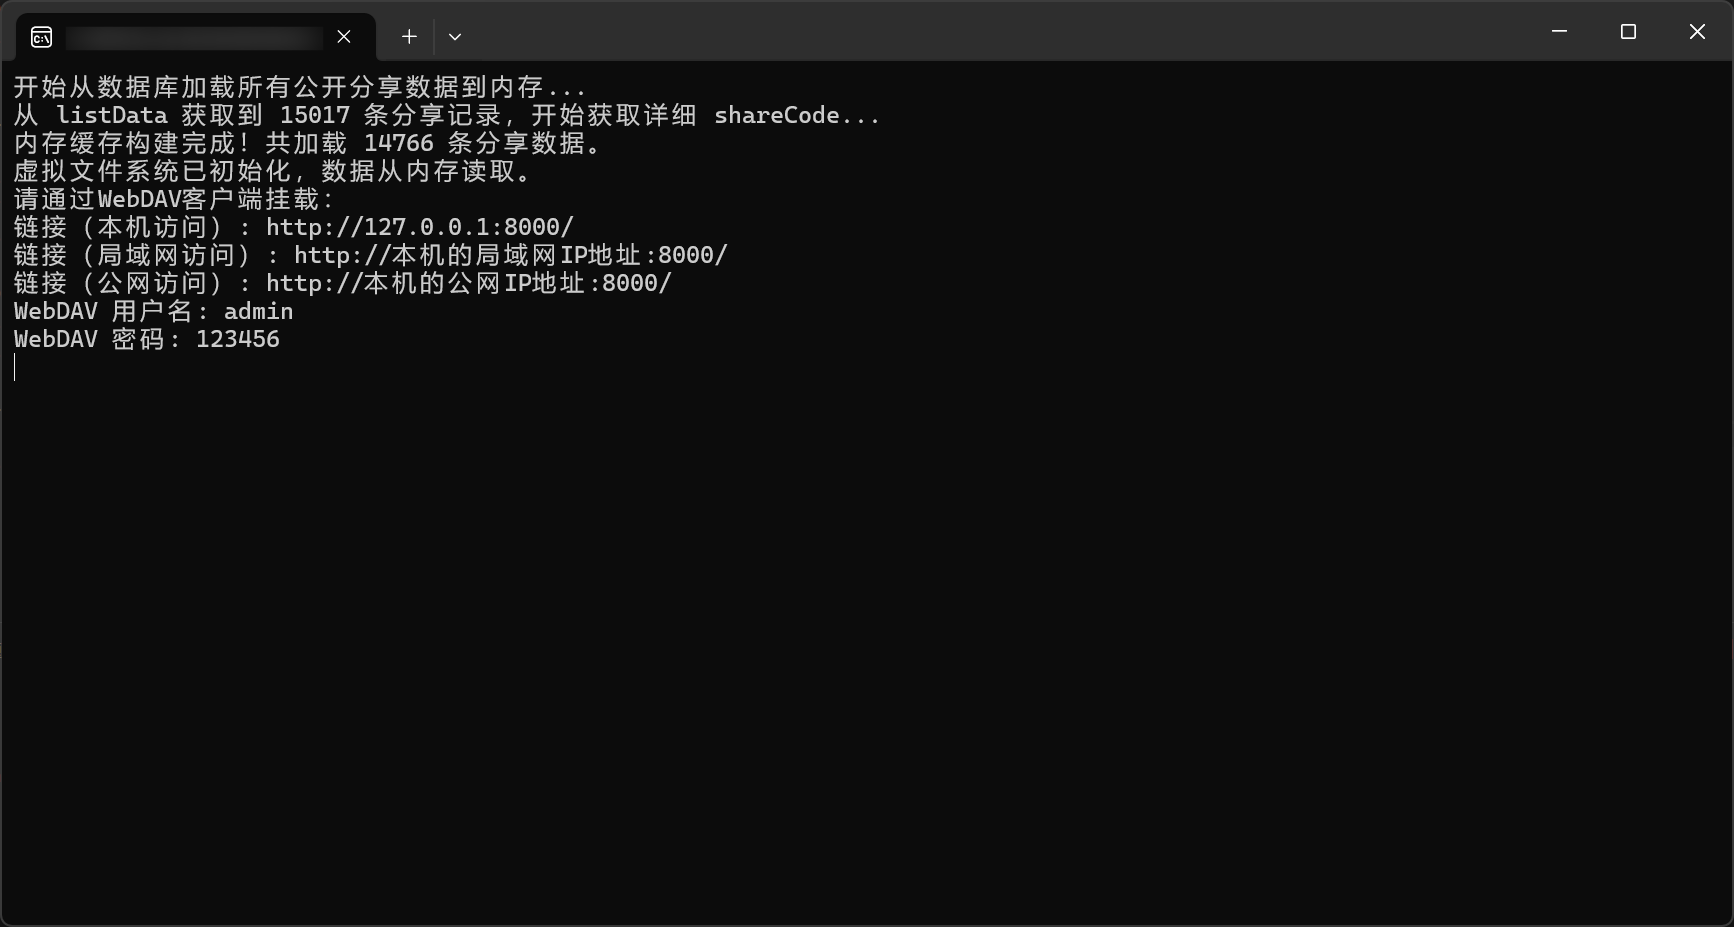 开始从数据库加载所有公开分享数据到内存...
从 listData 获取到 15017 条分享记录，开始获取详细 shareCode...
内存缓存构建完成！共加载 14766 条分享数据。
虚拟文件系统已初始化，数据从内存读取。
请通过WebDAV客户端挂载：
链接（本机访问）: http://127.0.0.1:8000/
链接（局域网访问）: http://本机的局域网IP地址:8000/
链接（公网访问）: http://本机的公网IP地址:8000/
WebDAV 用户名: admin
WebDAV 密码: 123456